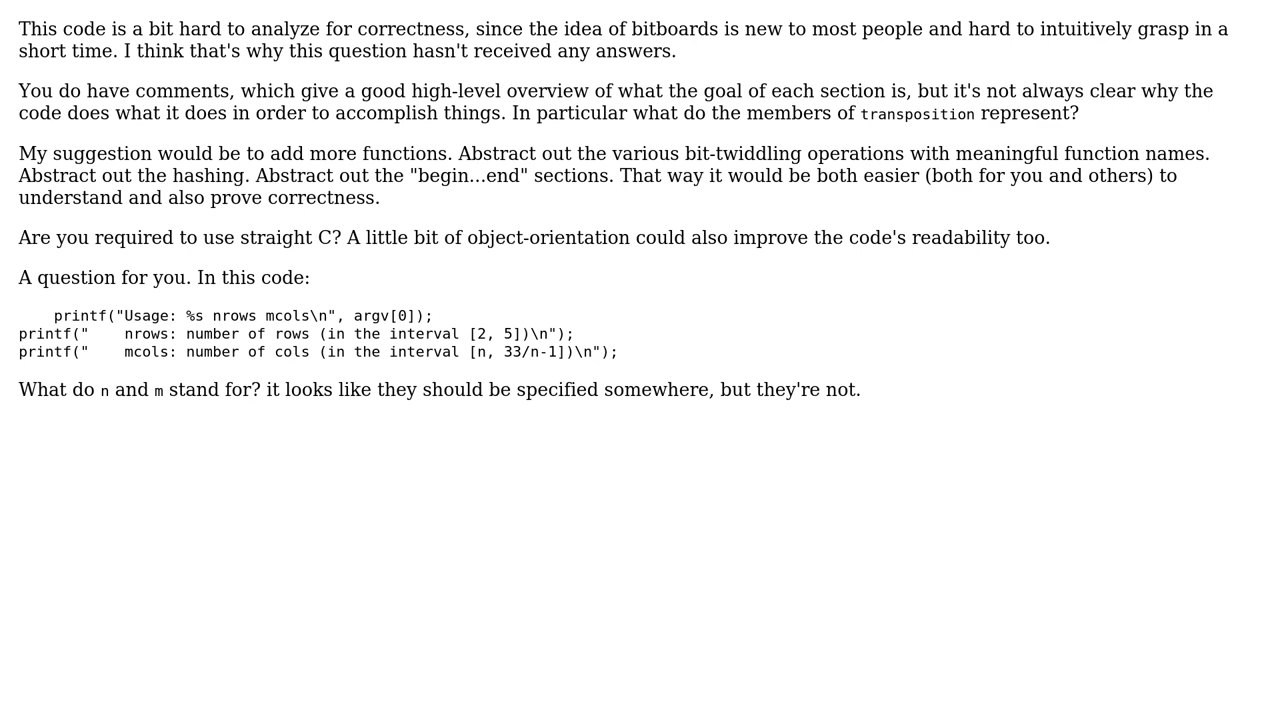 This code is a bit hard to analyze for correctness, since the idea of bitboards is new to most people and hard to intuitively grasp in a
short time. I think that's why this question hasn't received any answers.
You do have comments, which give a good high-level overview of what the goal of each section is, but it's not always clear why the
code does what it does in order to accomplish things. In particular what do the members of transposition represent?
My suggestion would be to add more functions. Abstract out the various bit-twiddling operations with meaningful function names.
Abstract out the hashing. Abstract out the "begin...end" sections. That way it would be both easier (both for you and others) to
understand and also prove correctness.
Are you required to use straight C? A little bit of object-orientation could also improve the code's readability too.
A question for you. In this code:
    printf("Usage: %s nrows mcols\n", argv[0]);
printf("    nrows: number of rows (in the interval [2, 5])\n");
printf("    mcols: number of cols (in the interval [n, 33/n-1])\n");
What do n and m stand for? it looks like they should be specified somewhere, but they're not.